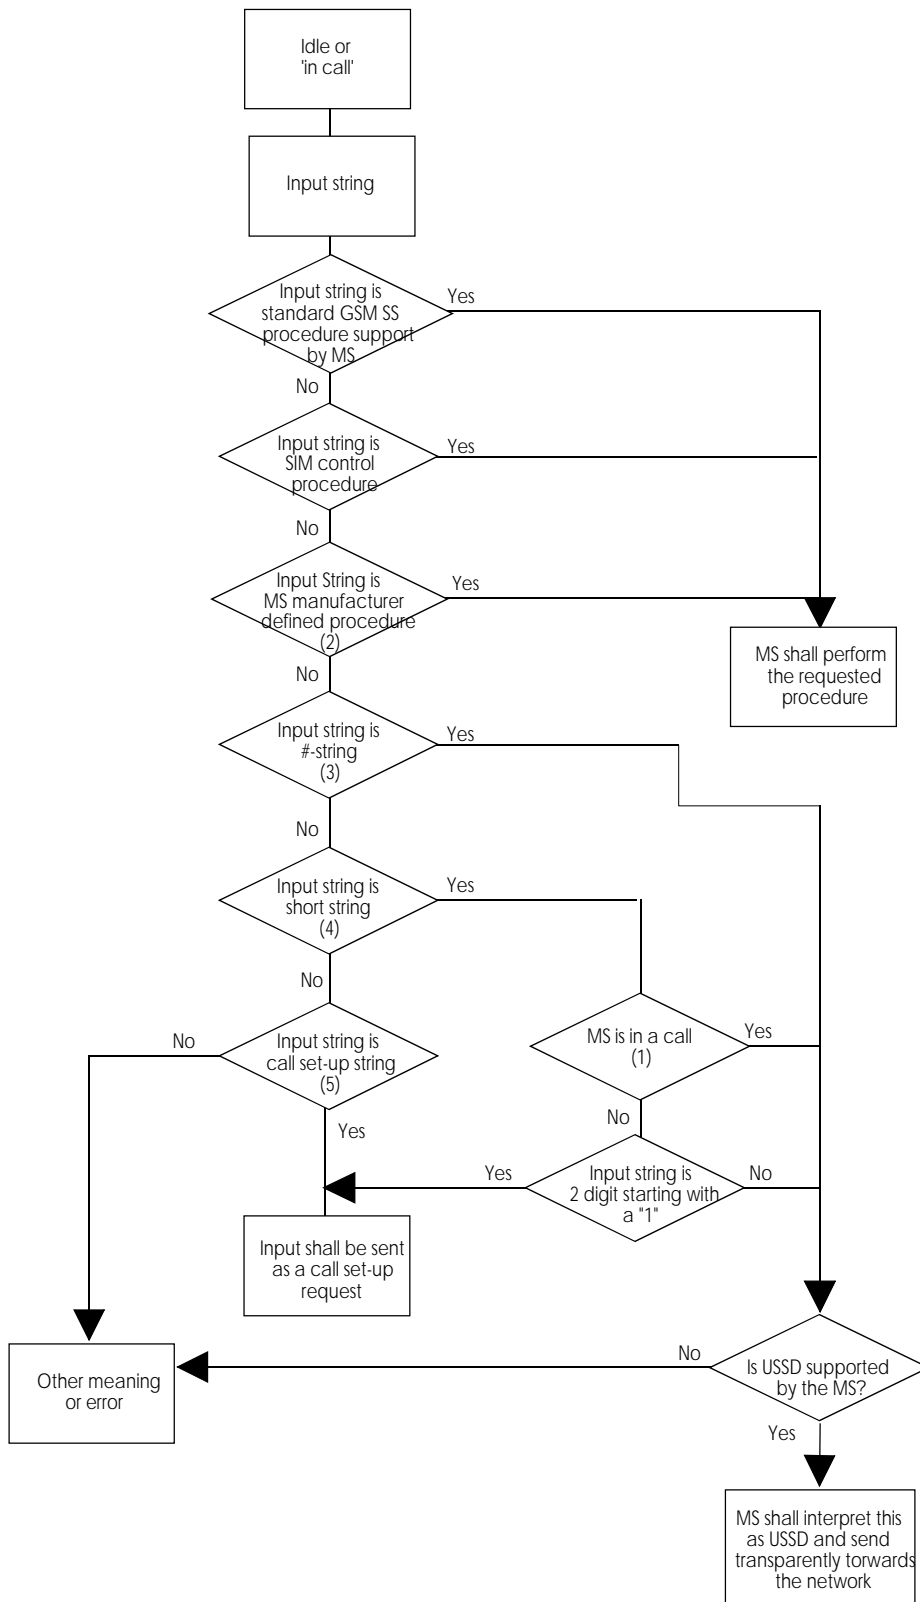 Idle or
'in call'
Input string
Input string is
standard GSM SS
procedure support
by MS
Yes
No
Input string is
SIM control
procedure
Yes
No
Input String is
MS manufacturer
defined procedure
(2)
Yes
No
MS shall perform
the requested
procedure
Input string is
#-string
(3)
Yes
No
Input string is
short string
(4)
Yes
No
MS is in a call
(1)
Yes
No
Input string is
call set-up string
(5)
No
Yes
Input string is
2 digit starting with
a "1"
Yes
No
Input shall be sent
as a call set-up
request
Other meaning
or error
Is USSD supported
by the MS?
No
Yes
MS shall interpret this
as USSD and send
transparently torwards
the network